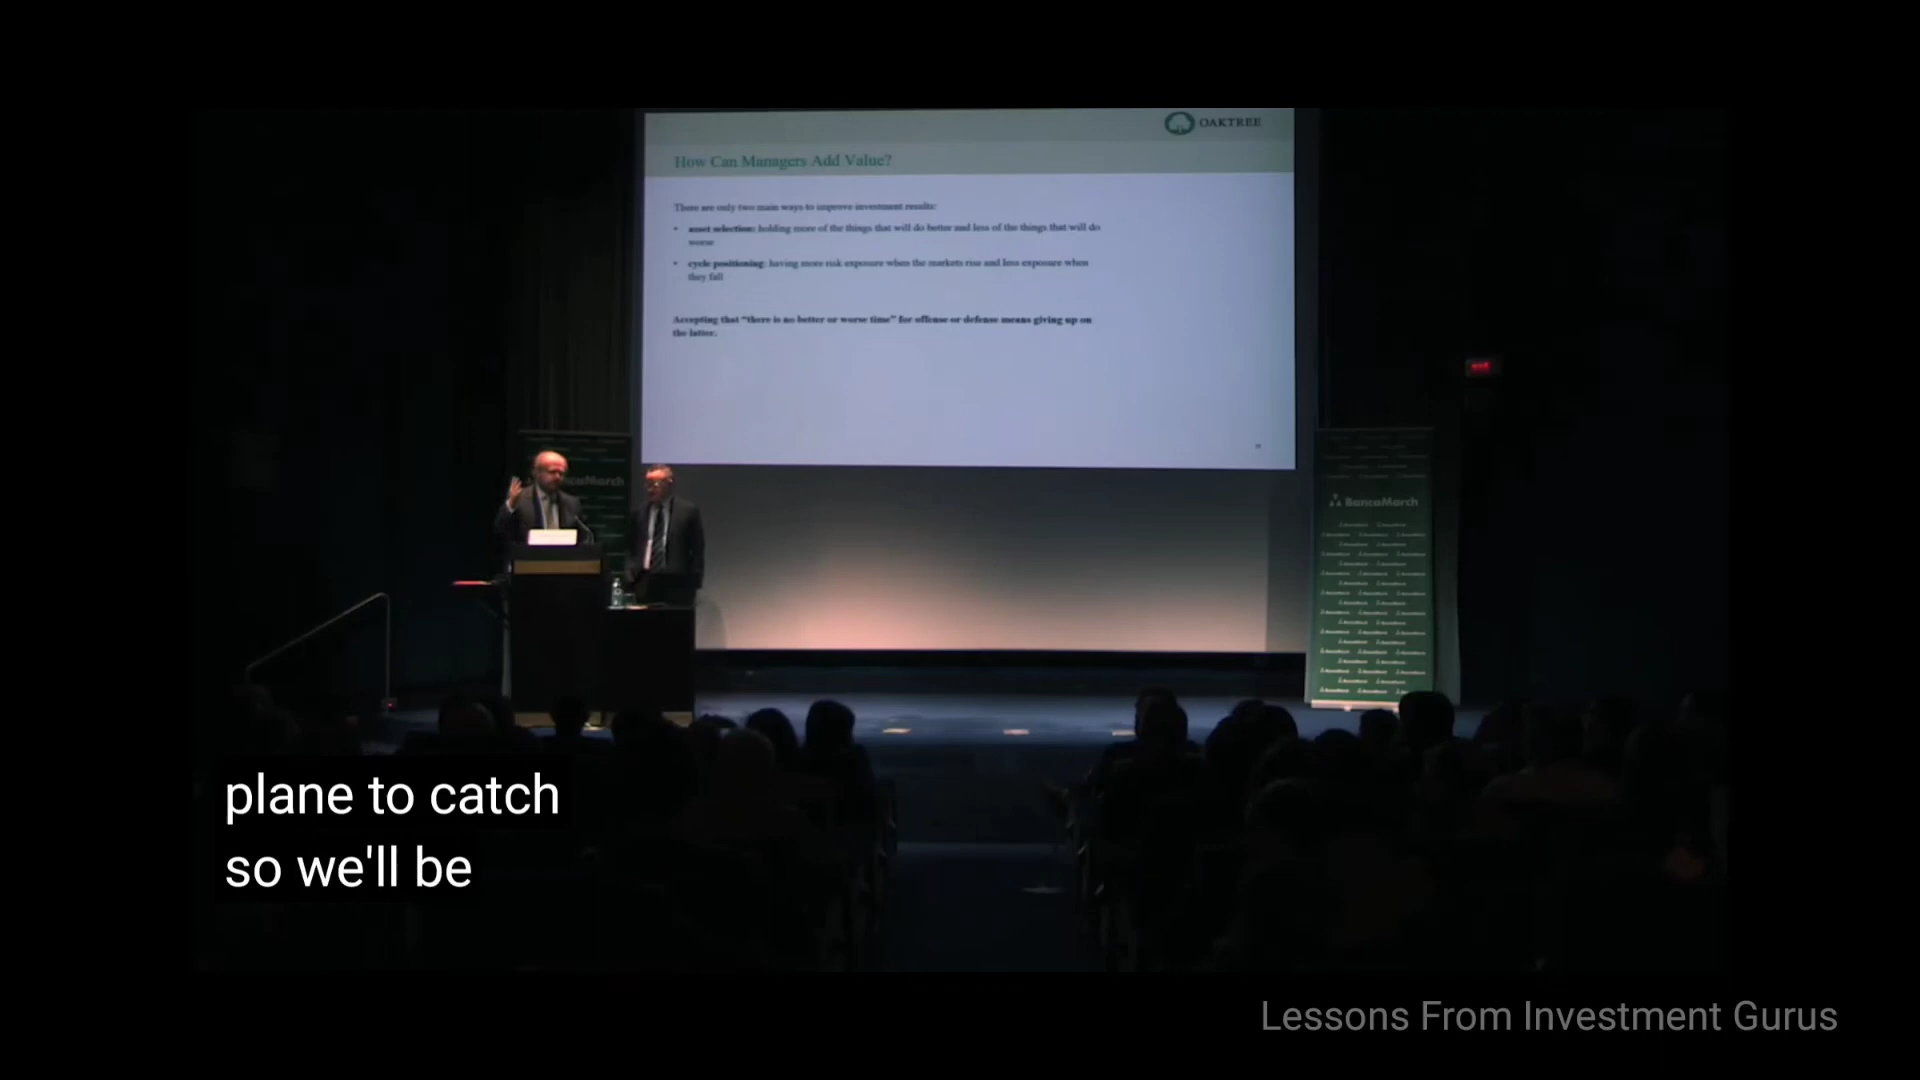 OAKTREE
How Can Managers Add Value?
There are only two main ways to improve investment results:
• asset selection: holding more of the things that will do better and less of the things that will do
worse
• cycle positioning: having more risk exposure when the markets rise and less exposure when
they fall
Accepting that "there is no better or worse time" for offense or defense means giving up on
the latter.
ncaMarch
BancaMarch
plane to catch
so we'll be
Lessons From Investment Gurus